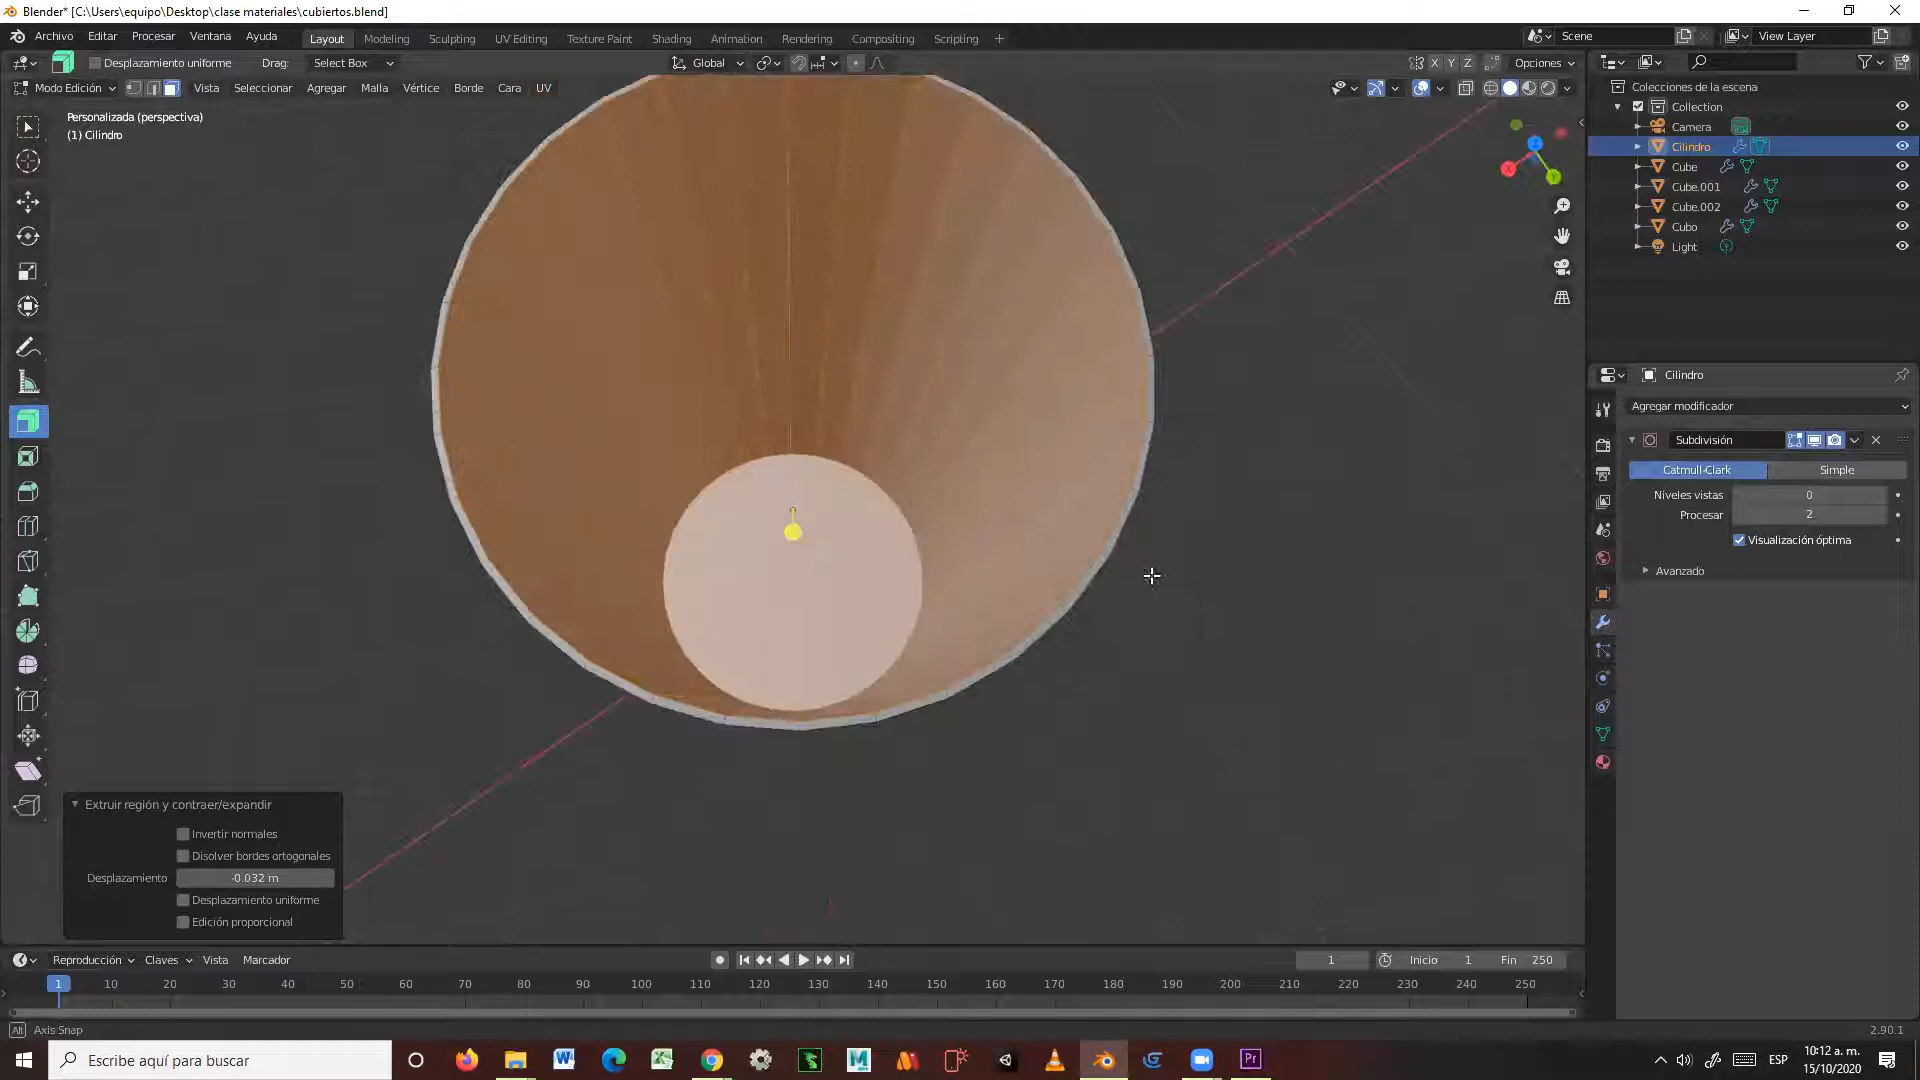 Blender* [C:\Users\equipo\Desktop\clase materiales\cubiertos.blend]
Archivo Editar Procesar Ventana Ayuda Layout Modeling Sculpting UV Editing Texture Paint Shading Animation Rendering Compositing Scripting + Scene View Layer
Desplazamiento uniforme Drag: Select Box Global X Y Z Opciones
Modo Edición Vista Seleccionar Agregar Malla Vértice Borde Cara UV
Personalizada (perspectiva)
(1) Cilindro
Colecciones de la escena
Collection
Camera
Cilindro
Cube
Cube.001
Cube.002
Cubo
Light
Cilindro
Agregar modificador
Subdivisión
Catmull-Clark Simple
Niveles vistas 0
Procesar 2
Visualización óptima
Avanzado
Extruir región y contraer/expandir
Invertir normales
Disolver bordes ortogonales
Desplazamiento -0.032 m
Desplazamiento uniforme
Edición proporcional
Reproducción Claves Vista Marcador 1 Inicio 1 Fin 250
1 10 20 30 40 50 60 70 80 90 100 110 120 130 140 150 160 170 180 190 200 210 220 230 240 250
Alt Axis Snap 2.90.1
Escribe aquí para buscar
ESP
10:12 a. m.
15/10/2020